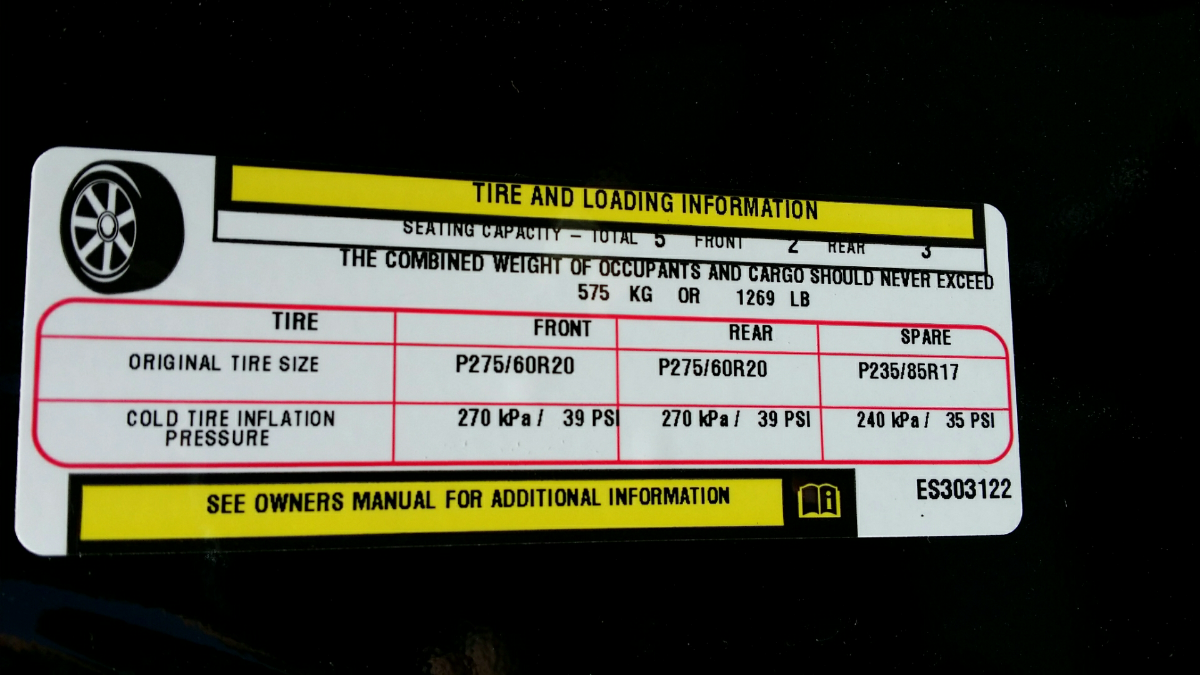 TIRE AND LOADING INFORMATION
SEATING CAPACITY – TOTAL 5 FRONT 2 REAR 3
THE COMBINED WEIGHT OF OCCUPANTS AND CARGO SHOULD NEVER EXCEED
575 KG OR 1269 LB
TIRE FRONT REAR SPARE
ORIGINAL TIRE SIZE P275/60R20 P275/60R20 P235/85R17
COLD TIRE INFLATION 270 kPa / 39 PSI 270 kPa / 39 PSI 240 kPa / 35 PSI
PRESSURE
SEE OWNERS MANUAL FOR ADDITIONAL INFORMATION
ES303122